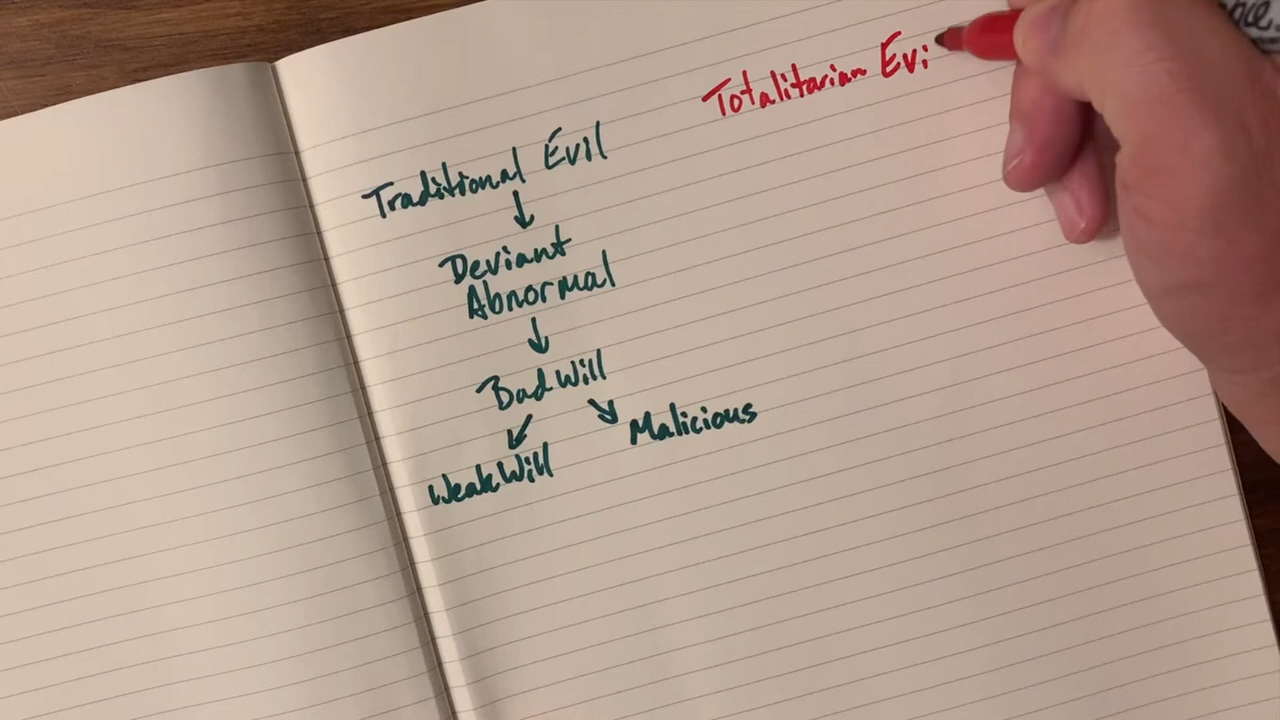 Totalitarian Evi
Traditional Evil
Deviant
Abnormal
Bad Will
Malicious
Weak Will